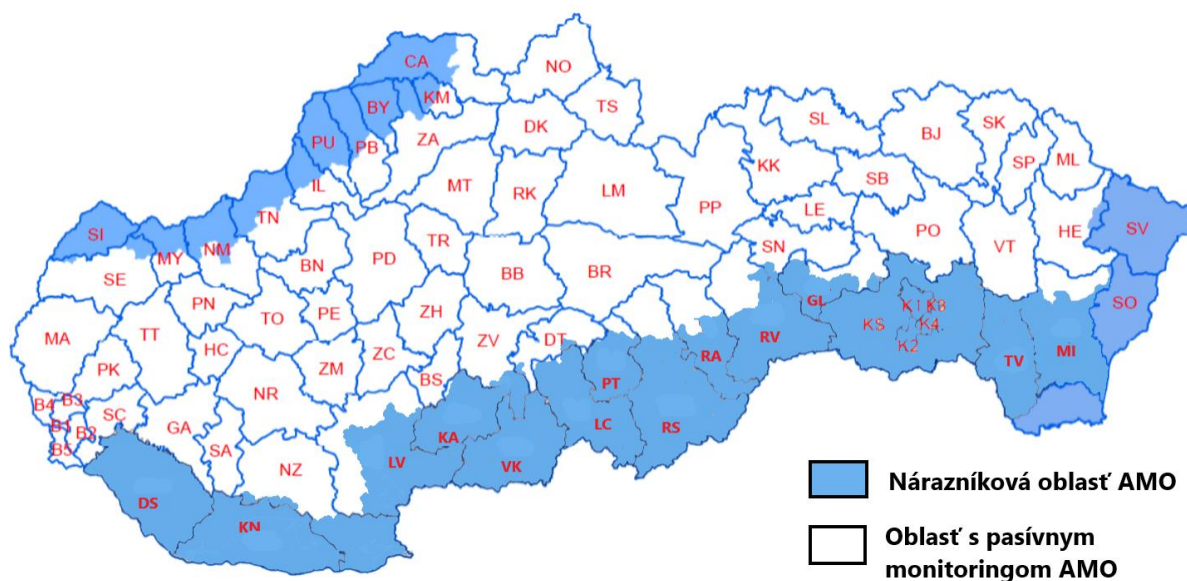 CA
NO
KM
BY
TS
SL
PU
PB
ZA
DK
BJ
SK
SP
ML
KK
SB
IL
MT
RK
LM
PP
LE
TN
SI
MY
NM
TR
PO
VT
HE
SV
SN
SE
BN
PD
BB
BR
PN
TO
PE
ZH
GL
K1
K3
SO
MA
TT
HC
ZM
ZC
ZV
DT
RA
RV
KS
K4
K2
TV
MI
PK
NR
BS
PT
B4
B3
SC
GA
KA
LC
RS
B1
B2
B5
SA
NZ
LV
VK
DS
KN
Nárazníková oblasť AMO
Oblasť s pasívnym
monitoringom AMO